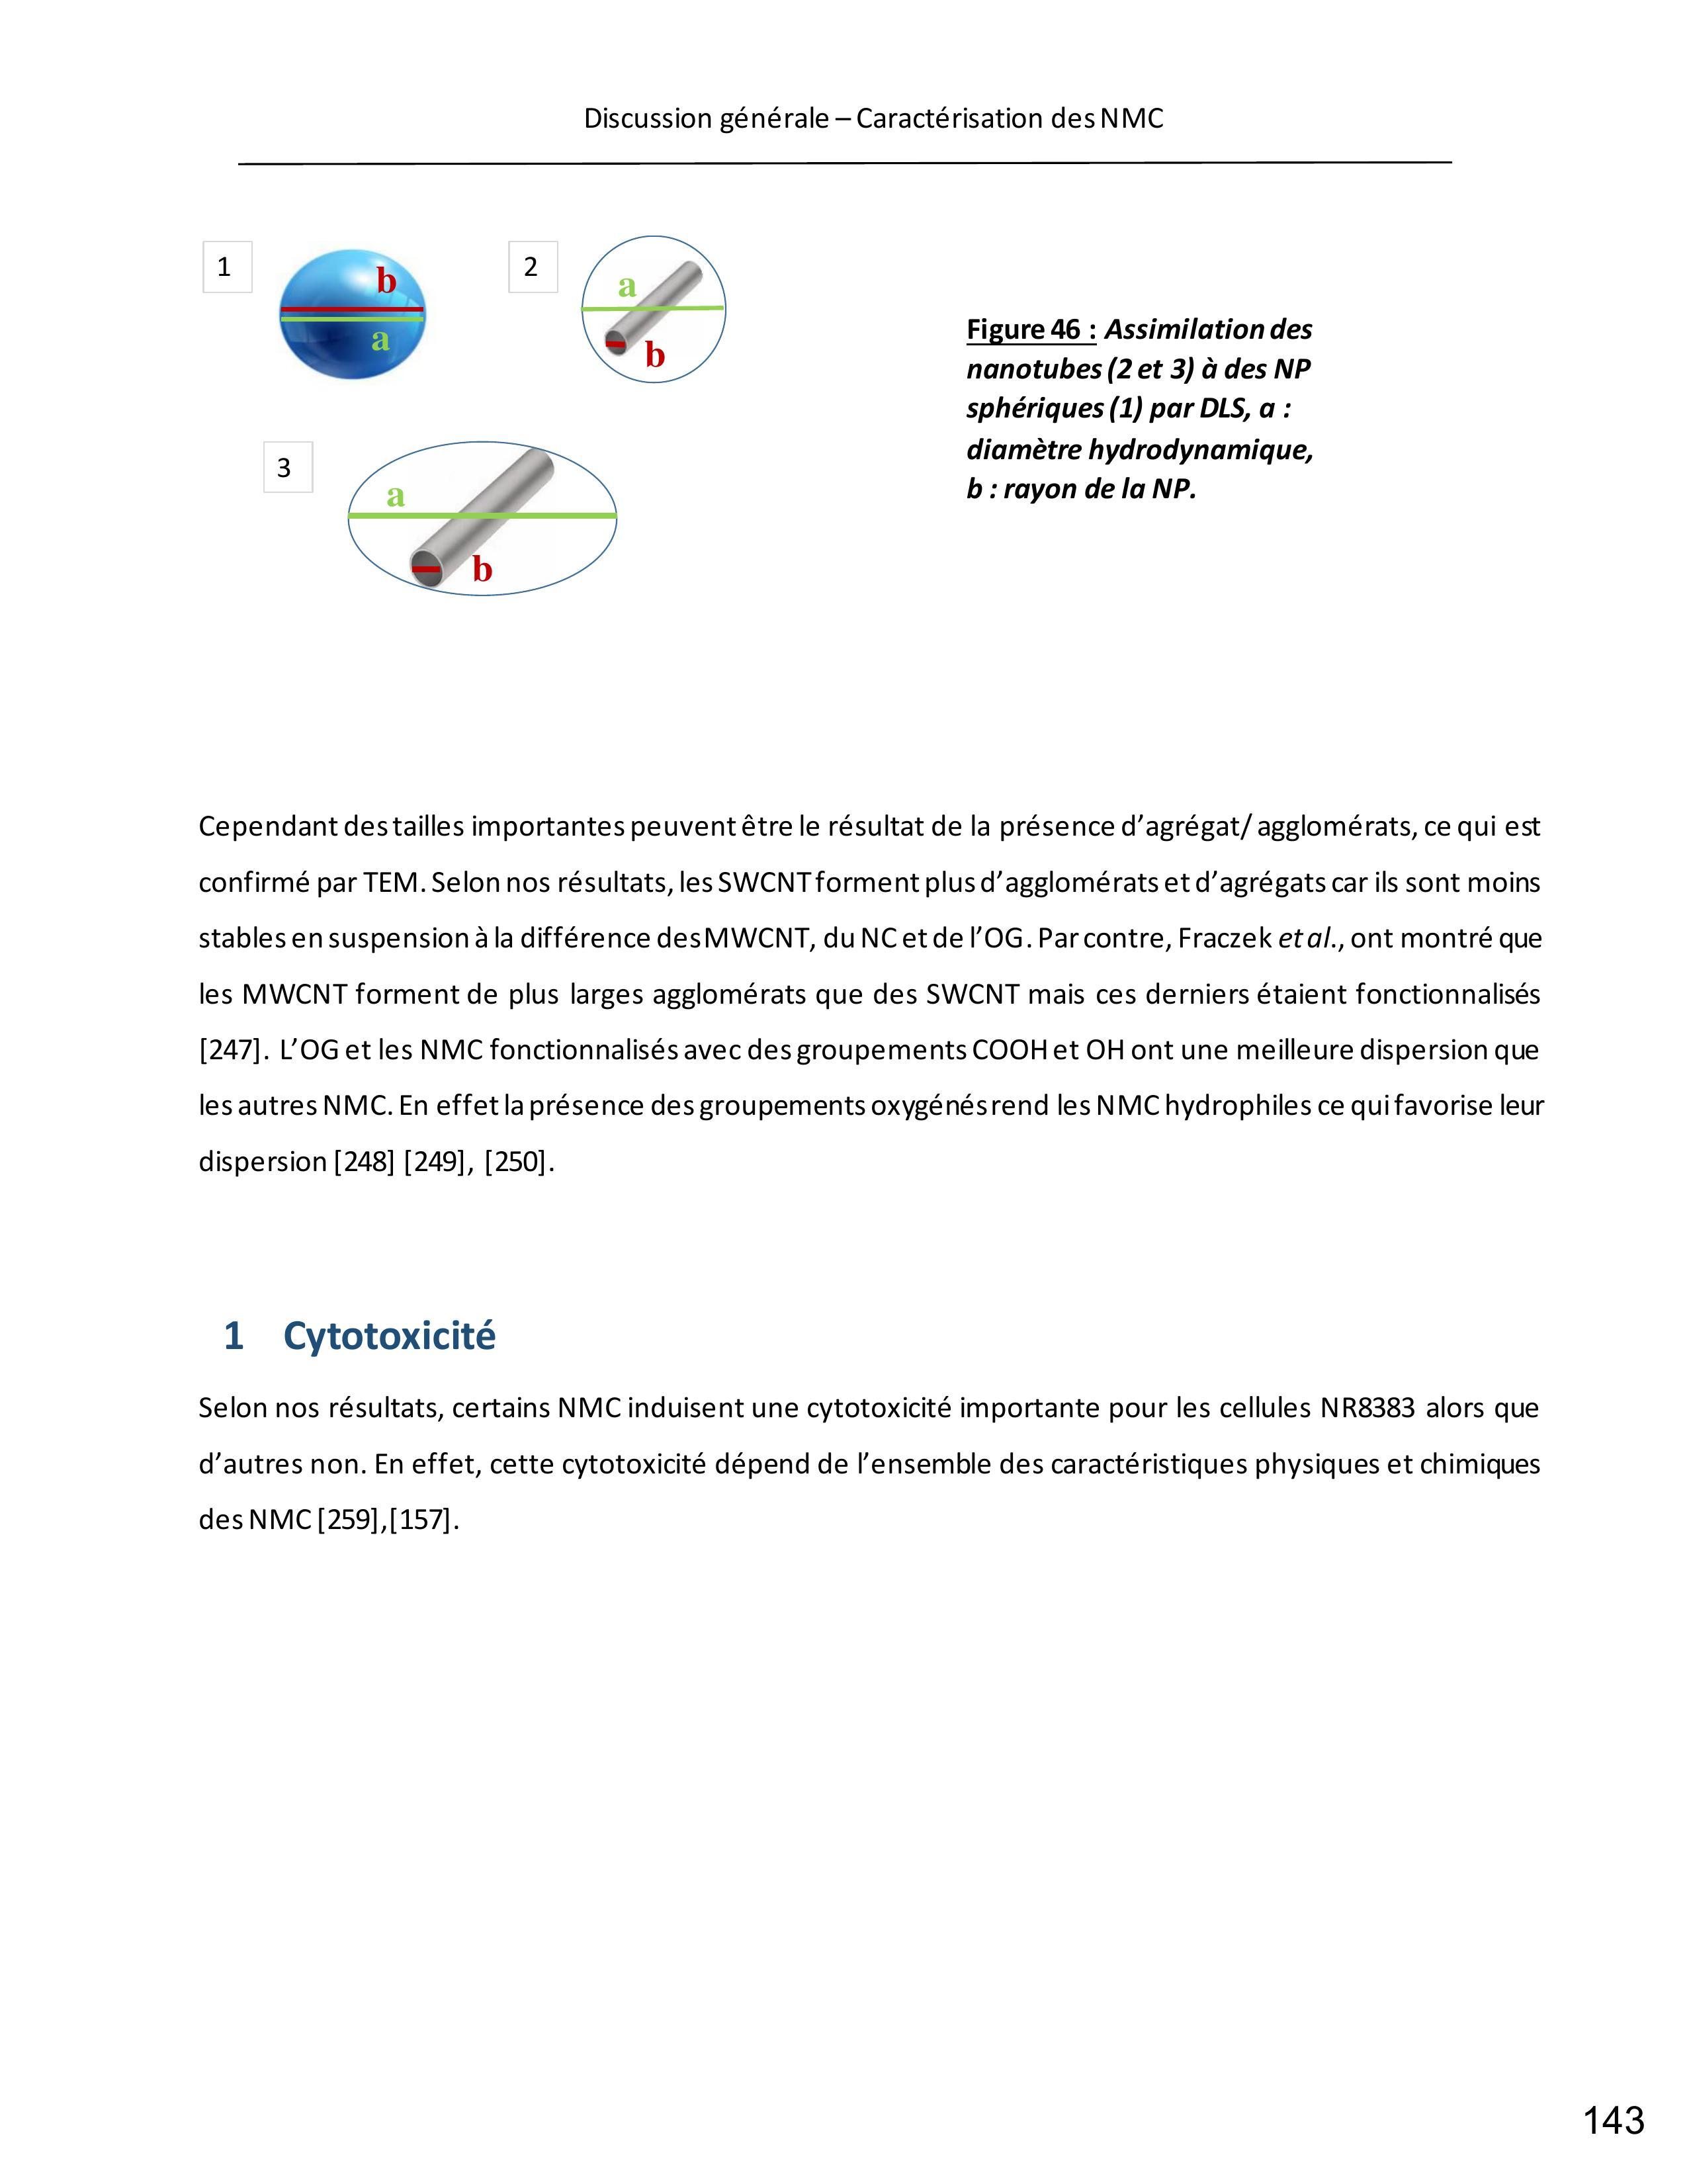 Discussion générale – Caractérisation des NMC
1
b
a
2
a
b
3
a
b
Figure 46 : Assimilation des
nanotubes (2 et 3) à des NP
sphériques (1) par DLS, a :
diamètre hydrodynamique,
b : rayon de la NP.
Cependant des tailles importantes peuvent être le résultat de la présence d’agrégat/ agglomérats, ce qui est
confirmé par TEM. Selon nos résultats, les SWCNT forment plus d’agglomérats et d’agrégats car ils sont moins
stables en suspension à la différence des MWCNT, du NC et de l’OG. Par contre, Fraczek et al., ont montré que
les MWCNT forment de plus larges agglomérats que des SWCNT mais ces derniers étaient fonctionnalisés
[247]. L’OG et les NMC fonctionnalisés avec des groupements COOH et OH ont une meilleure dispersion que
les autres NMC. En effet la présence des groupements oxygénés rend les NMC hydrophiles ce qui favorise leur
dispersion [248] [249], [250].
1 Cytotoxicité
Selon nos résultats, certains NMC induisent une cytotoxicité importante pour les cellules NR8383 alors que
d’autres non. En effet, cette cytotoxicité dépend de l’ensemble des caractéristiques physiques et chimiques
des NMC [259],[157].
143